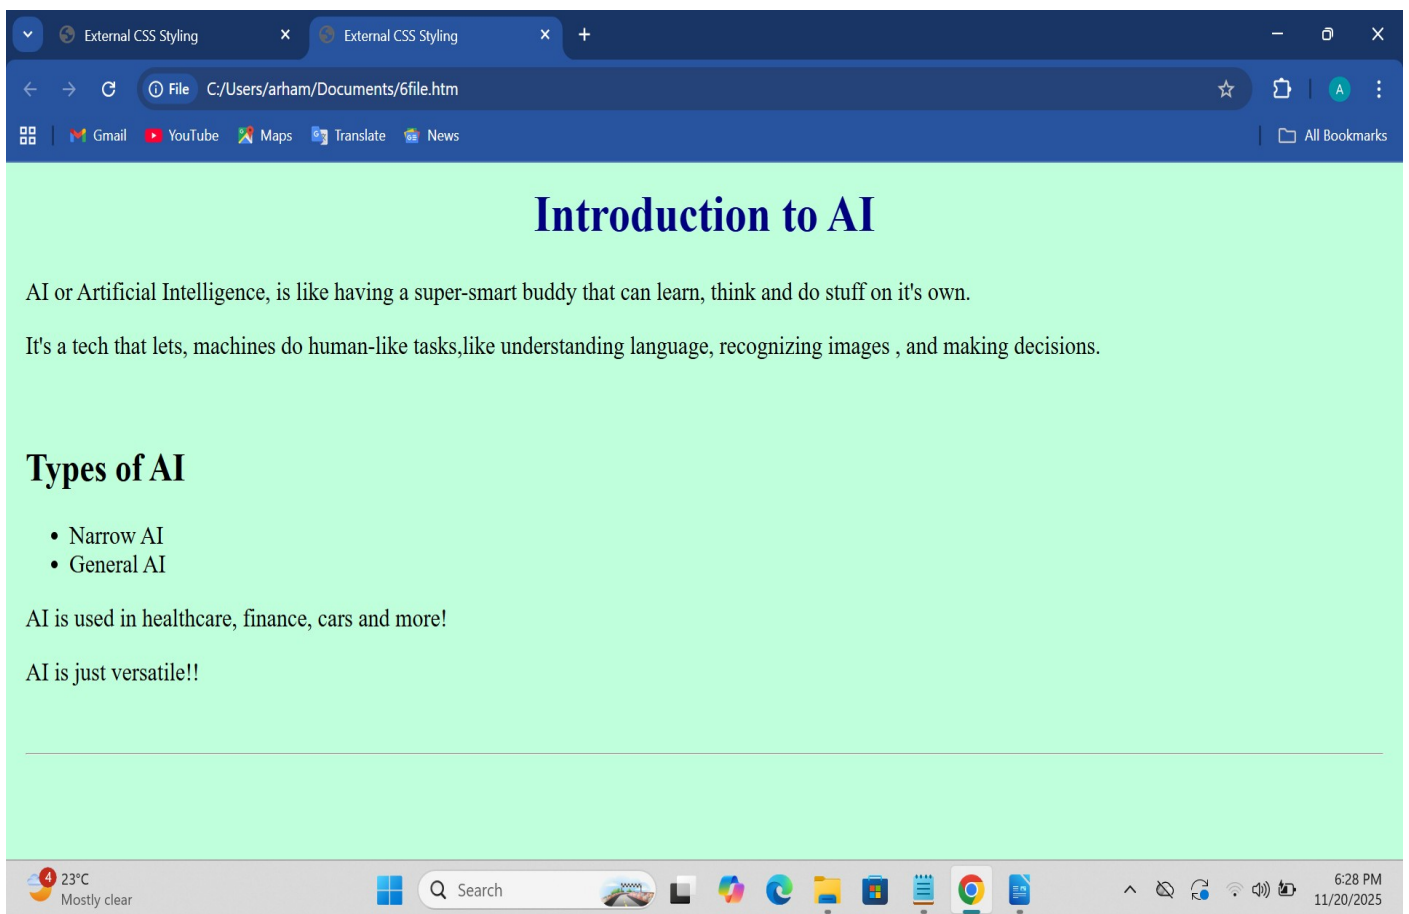 External CSS Styling
External CSS Styling
File C:/Users/arham/Documents/6file.htm
A
Gmail YouTube Maps Translate News All Bookmarks
Introduction to AI
AI or Artificial Intelligence, is like having a super-smart buddy that can learn, think and do stuff on it's own.
It's a tech that lets, machines do human-like tasks,like understanding language, recognizing images , and making decisions.
Types of AI
• Narrow AI
• General AI
AI is used in healthcare, finance, cars and more!
AI is just versatile!!
4 23°C
Mostly clear
Search
6:28 PM
11/20/2025